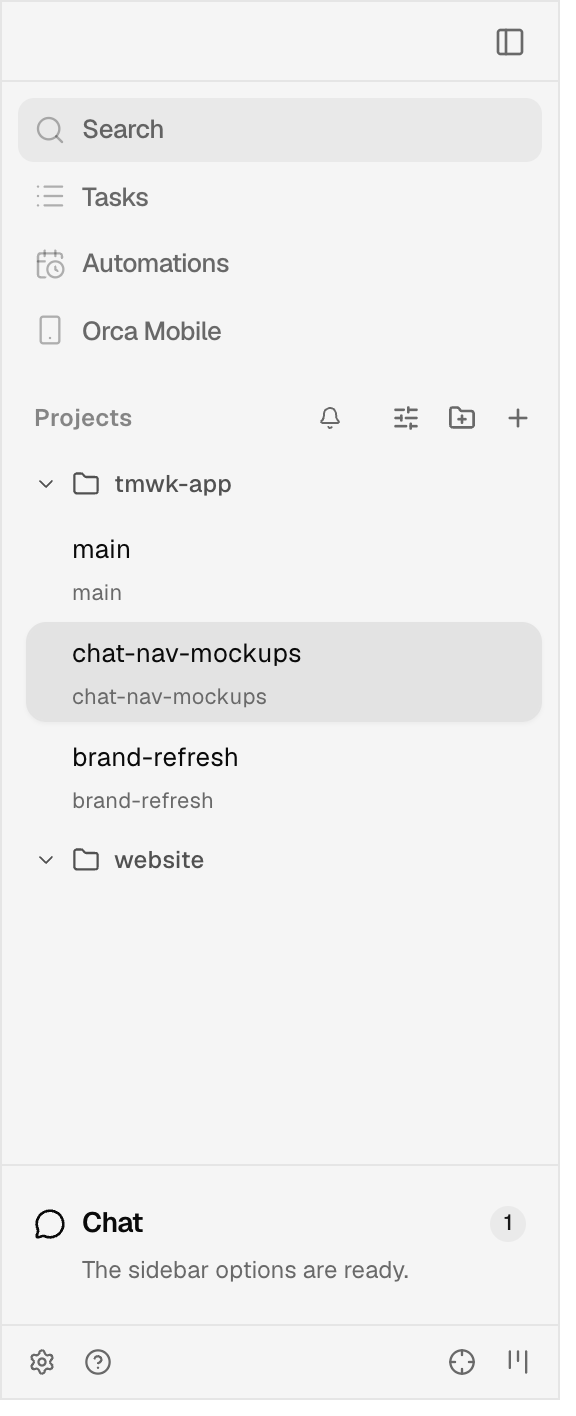 Search
Tasks
Automations
Orca Mobile
Projects
tmwk-app
main
main
chat-nav-mockups
chat-nav-mockups
brand-refresh
brand-refresh
website
Chat
1
The sidebar options are ready.